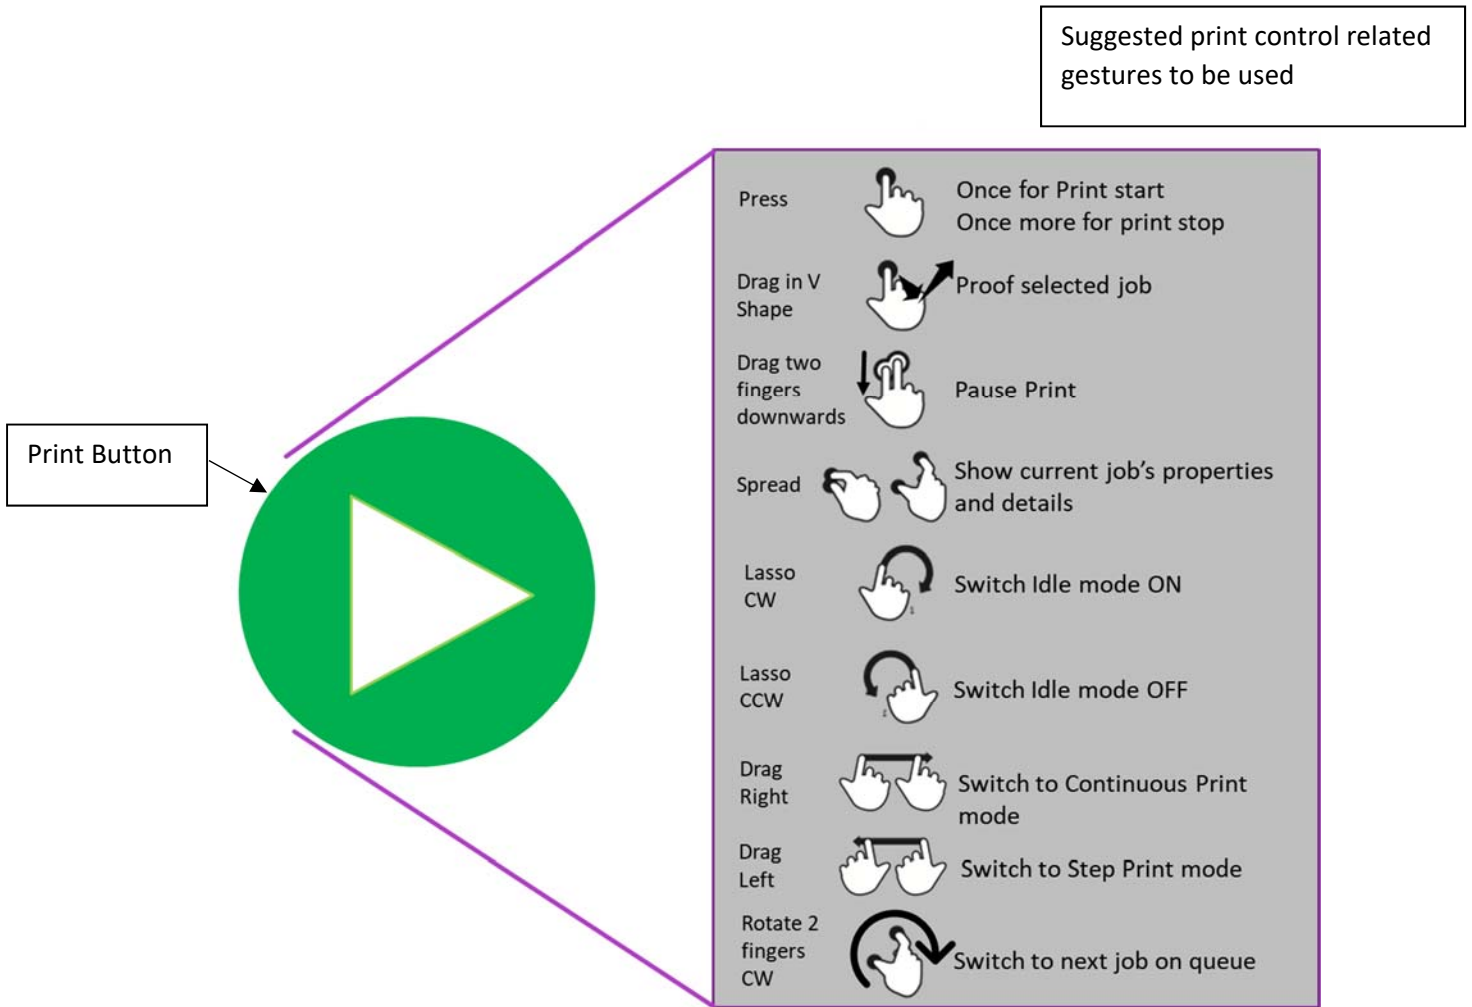 Suggested print control related
gestures to be used
Press
Once for Print start
Once more for print stop
Drag in V
Shape
Proof selected job
Drag two
fingers
downwards
Pause Print
Print Button
Spread
Show current job's properties
and details
Lasso
CW
Switch Idle mode ON
Lasso
CCW
Switch Idle mode OFF
Drag
Right
Switch to Continuous Print
mode
Drag
Left
Switch to Step Print mode
Rotate 2
fingers
CW
Switch to next job on queue